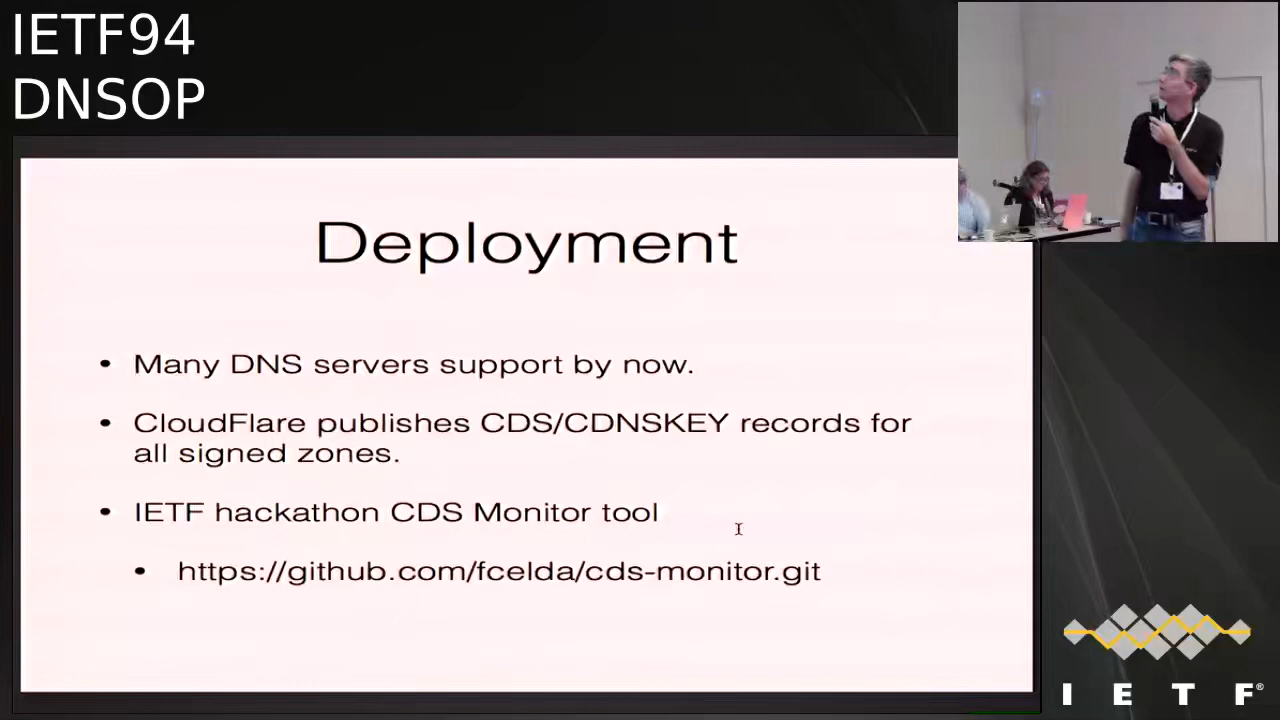 IETF94
DNSOP
Deployment
• Many DNS servers support by now.
• CloudFlare publishes CDS/CDNSKEY records for
all signed zones.
• IETF hackathon CDS Monitor tool
• https://github.com/fcelda/cds-monitor.git
I E T F®